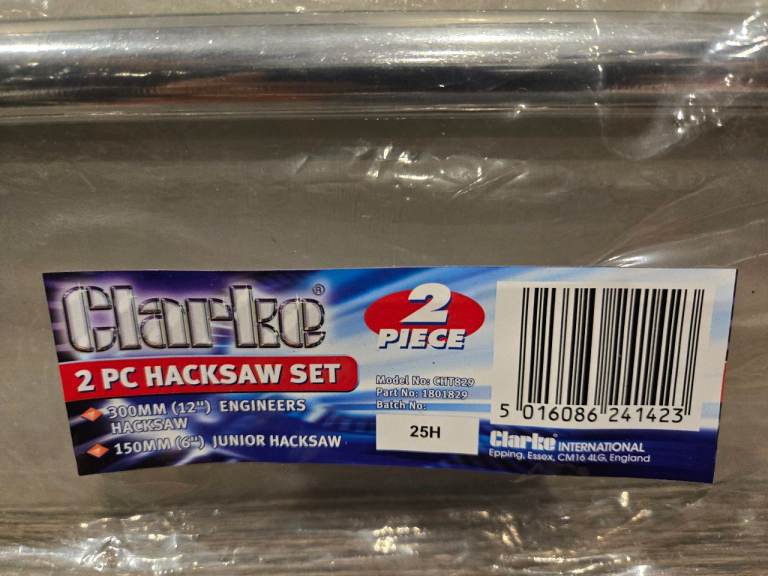 Clarke®
2 PC HACKSAW SET
300MM (12") ENGINEERS
HACKSAW
150MM (6") JUNIOR HACKSAW
2
PIECE
Model No: CHT829
Part No: 1801829
Batch No:
25H
5 016086 241423
Clarke® INTERNATIONAL
Epping, Essex, CM16 4LG, England